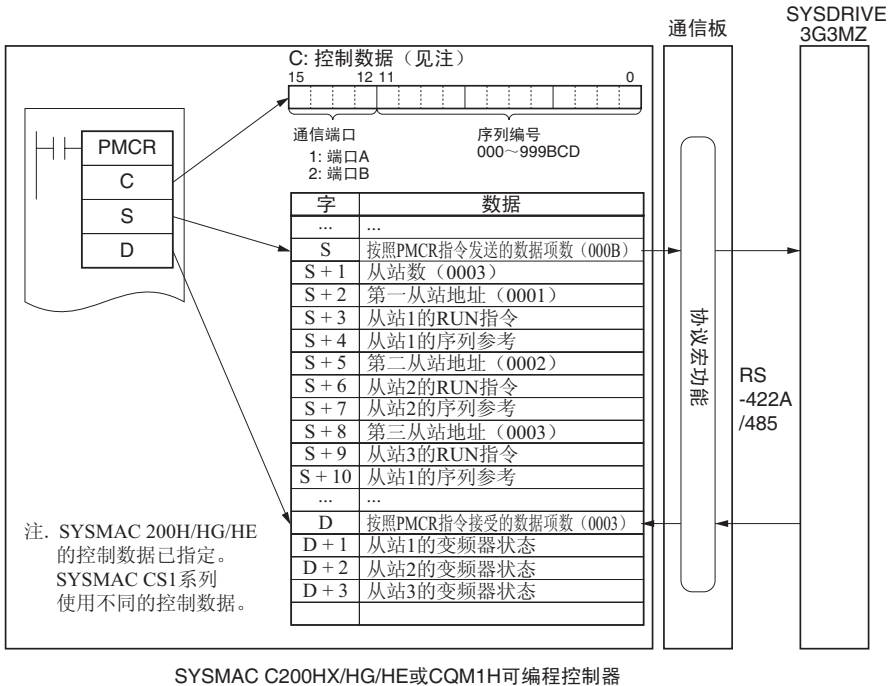 SYSDRIVE
3G3MZ
通信板
C: 控制数据（见注）
15 12 11 0
通信端口
1: 端口A
2: 端口B
序列编号
000～999BCD
PMCR
C
S
D
字 数据
... ...
S 按照PMCR指令发送的数据项数（000B）
S + 1 从站数（0003）
S + 2 第一从站地址（0001）
S + 3 从站1的RUN指令
S + 4 从站1的序列参考
S + 5 第二从站地址（0002）
S + 6 从站2的RUN指令
S + 7 从站2的序列参考
S + 8 第三从站地址（0003）
S + 9 从站3的RUN指令
S + 10 从站1的序列参考
... ...
D 按照PMCR指令接受的数据项数（0003）
D + 1 从站1的变频器状态
D + 2 从站2的变频器状态
D + 3 从站3的变频器状态
协议宏功能
RS
-422A
/485
注. SYSMAC 200H/HG/HE
的控制数据已指定。
SYSMAC CS1系列
使用不同的控制数据。
SYSMAC C200HX/HG/HE或CQM1H可编程控制器